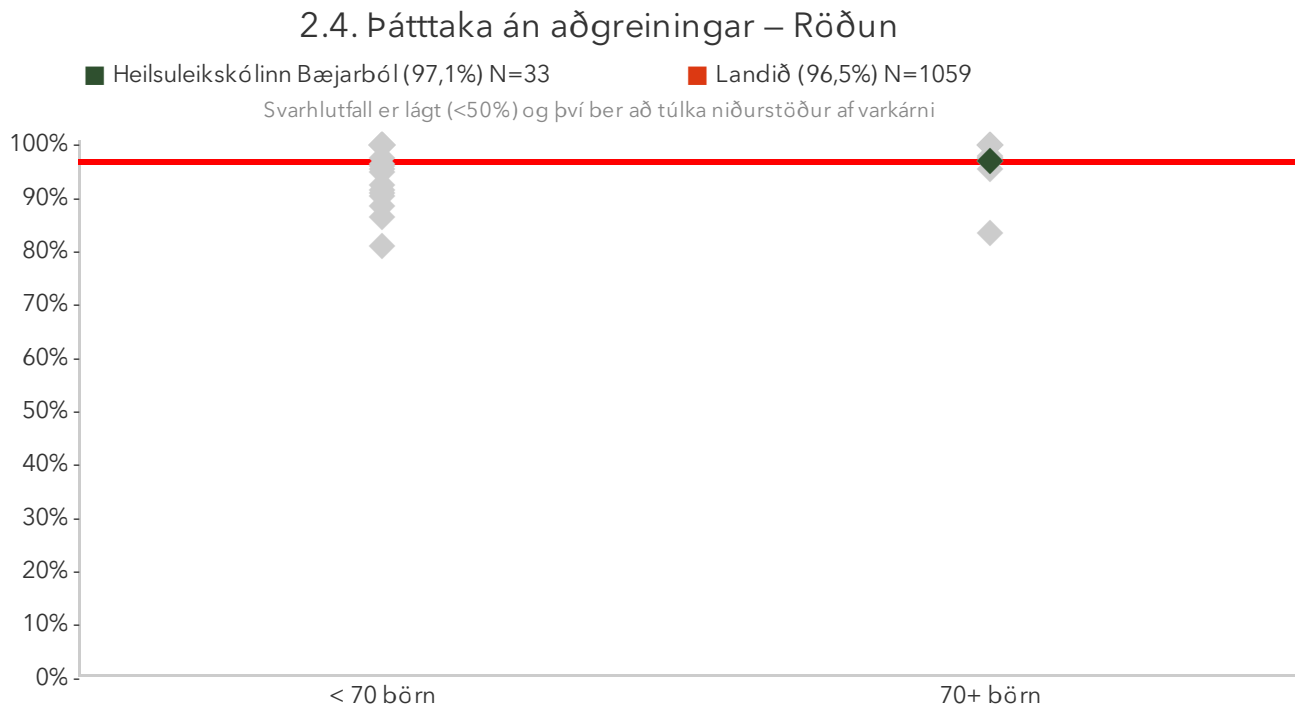 2.4. Þátttaka án aðgreiningar – Röðun
Heilsuleikskólinn Bæjarból (97,1%) N=33
Landið (96,5%) N=1059
Svarhlutfall er lágt (<50%) og því ber að túlka niðurstöður af varkárni
100%
90%
80%
70%
60%
50%
40%
30%
20%
10%
0%
< 70 börn
70+ börn